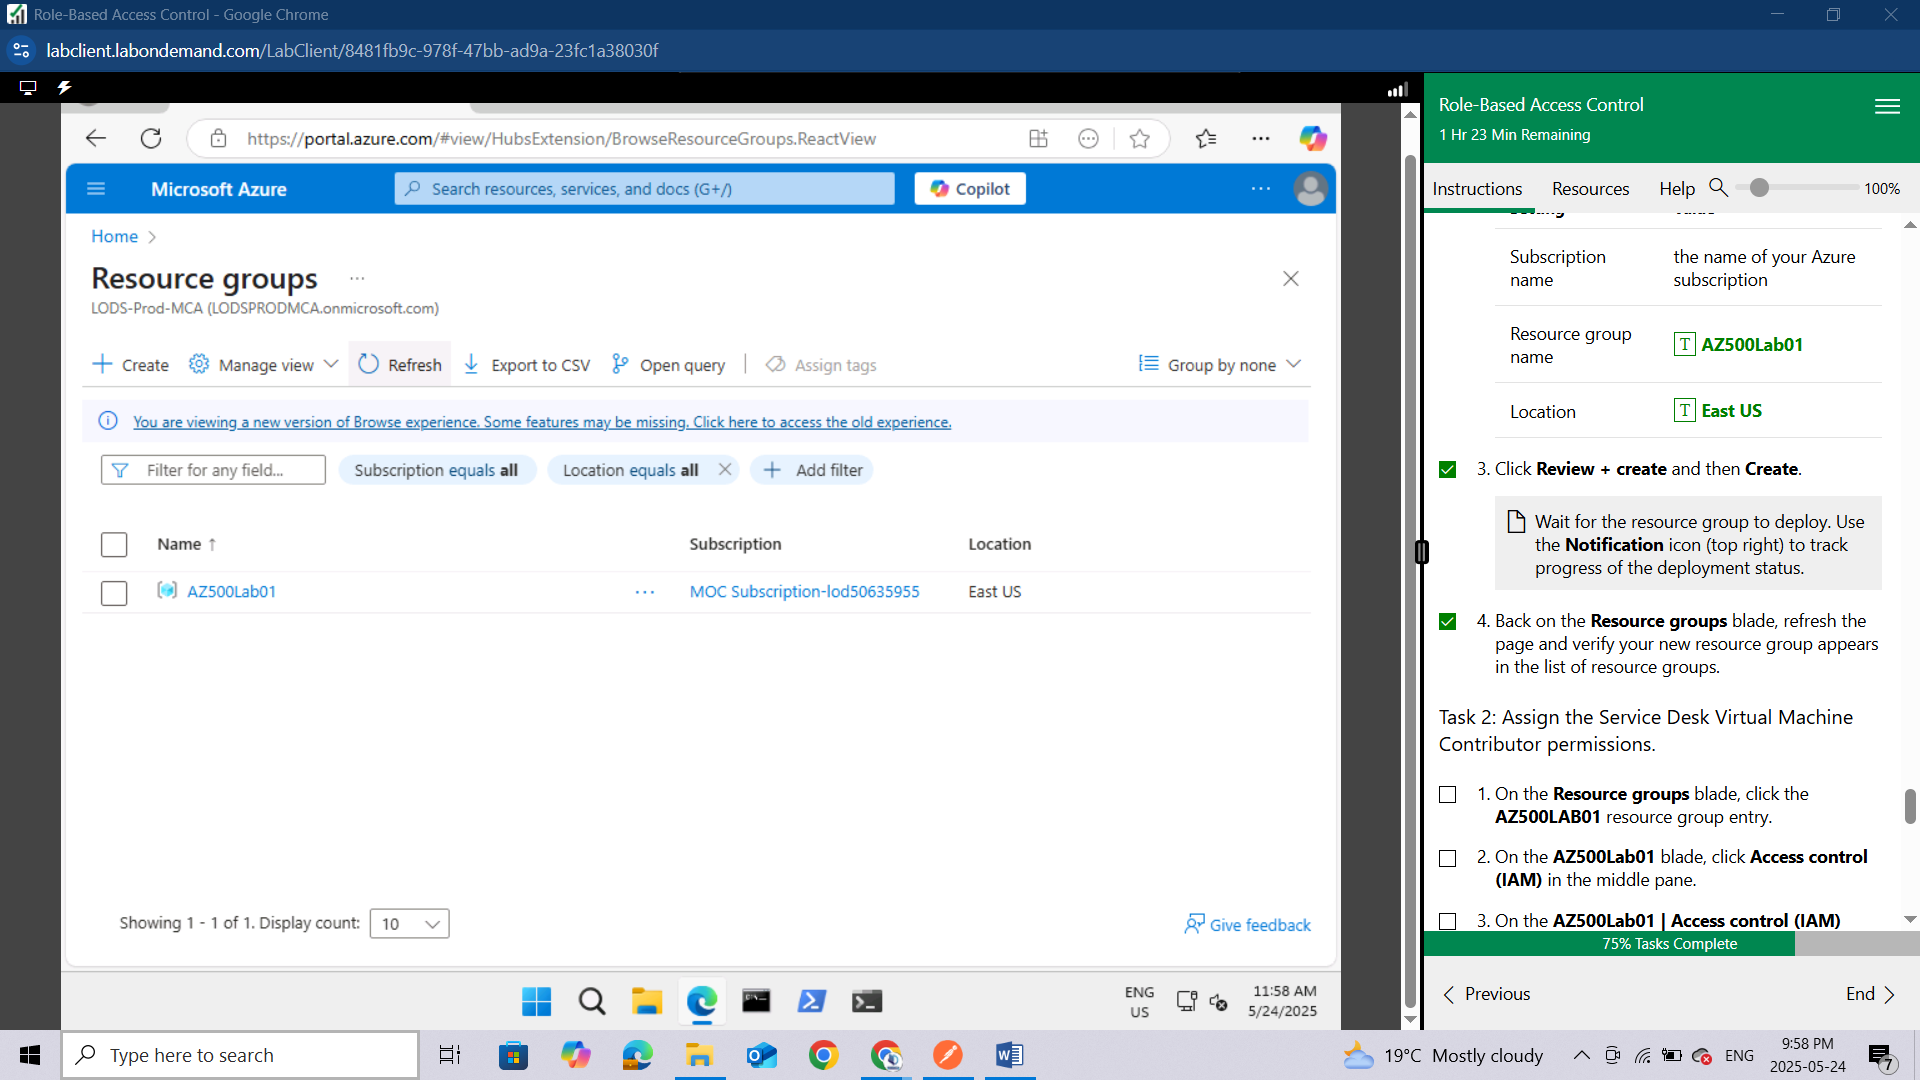 Role-Based Access Control - Google Chrome
labclient.labondemand.com/LabClient/8481fb9c-978f-47bb-ad9a-23fc1a38030f
https://portal.azure.com/#view/HubsExtension/BrowseResourceGroups.ReactView
Microsoft Azure
Search resources, services, and docs (G+/)
Copilot
Home
Resource groups
LODS-Prod-MCA (LODSPRODMCA.onmicrosoft.com)
Create
Manage view
Refresh
Export to CSV
Open query
Assign tags
Group by none
You are viewing a new version of Browse experience. Some features may be missing. Click here to access the old experience.
Filter for any field...
Subscription equals all
Location equals all
Add filter
Name ↑
Subscription
Location
AZ500Lab01
MOC Subscription-lod50635955
East US
Showing 1 - 1 of 1. Display count:
10
Give feedback
ENG
US
11:58 AM
5/24/2025
Role-Based Access Control
1 Hr 23 Min Remaining
Instructions
Resources
Help
100%
Subscription name
the name of your Azure subscription
Resource group name
T AZ500Lab01
Location
T East US
3. Click Review + create and then Create.
Wait for the resource group to deploy. Use
the Notification icon (top right) to track
progress of the deployment status.
4. Back on the Resource groups blade, refresh the
page and verify your new resource group appears
in the list of resource groups.
Task 2: Assign the Service Desk Virtual Machine
Contributor permissions.
1. On the Resource groups blade, click the
AZ500LAB01 resource group entry.
2. On the AZ500Lab01 blade, click Access control
(IAM) in the middle pane.
3. On the AZ500Lab01 | Access control (IAM)
75% Tasks Complete
Previous
End
Type here to search
19°C Mostly cloudy
ENG
9:58 PM
2025-05-24
7